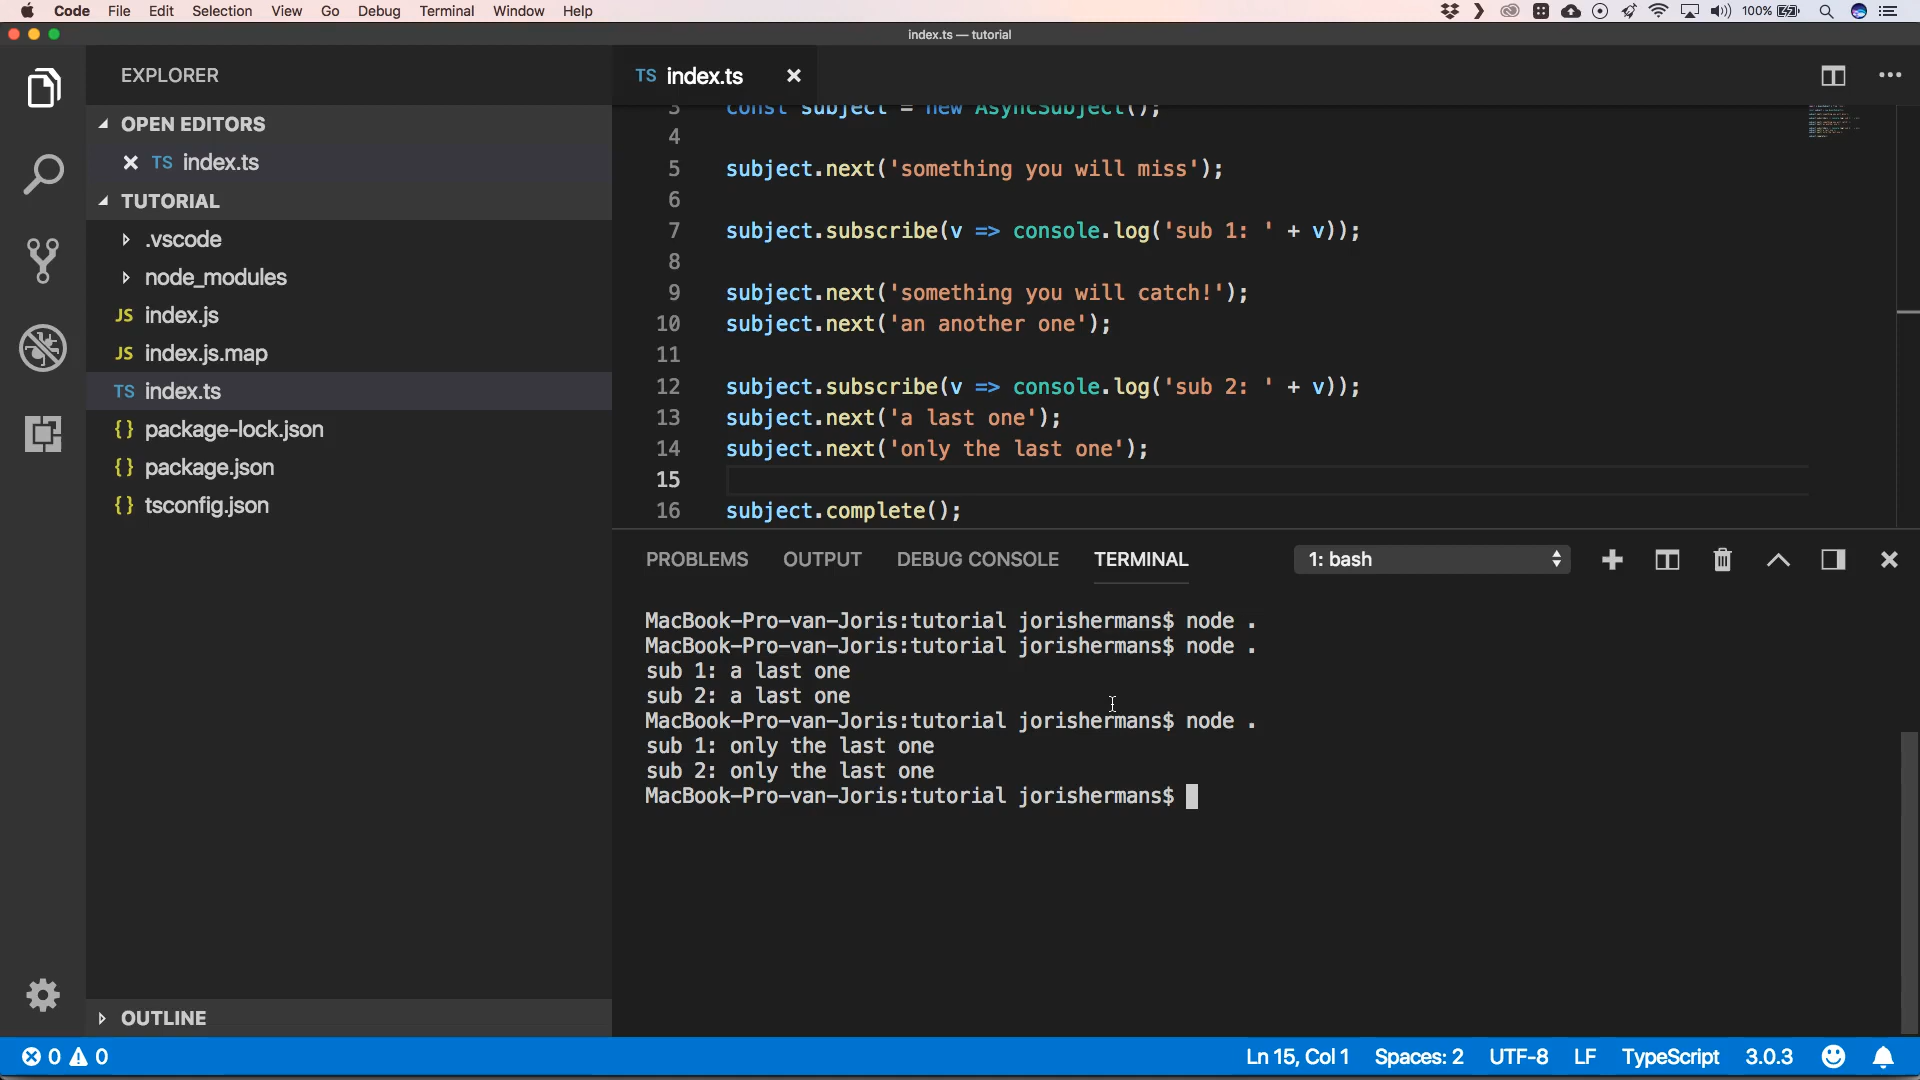 Code File Edit Selection View Go Debug Terminal Window Help 100%
index.ts — tutorial
EXPLORER
OPEN EDITORS
TS index.ts
TUTORIAL
.vscode
node_modules
JS index.js
JS index.js.map
TS index.ts
{} package-lock.json
{} package.json
{} tsconfig.json
OUTLINE
TS index.ts
3 const subject = new AsyncSubject();
4
5 subject.next('something you will miss');
6
7 subject.subscribe(v => console.log('sub 1: ' + v));
8
9 subject.next('something you will catch!');
10 subject.next('an another one');
11
12 subject.subscribe(v => console.log('sub 2: ' + v));
13 subject.next('a last one');
14 subject.next('only the last one');
15
16 subject.complete();
PROBLEMS OUTPUT DEBUG CONSOLE TERMINAL 1: bash
MacBook-Pro-van-Joris:tutorial jorishermans$ node .
MacBook-Pro-van-Joris:tutorial jorishermans$ node .
sub 1: a last one
sub 2: a last one
MacBook-Pro-van-Joris:tutorial jorishermans$ node .
sub 1: only the last one
sub 2: only the last one
MacBook-Pro-van-Joris:tutorial jorishermans$
0 0 Ln 15, Col 1 Spaces: 2 UTF-8 LF TypeScript 3.0.3